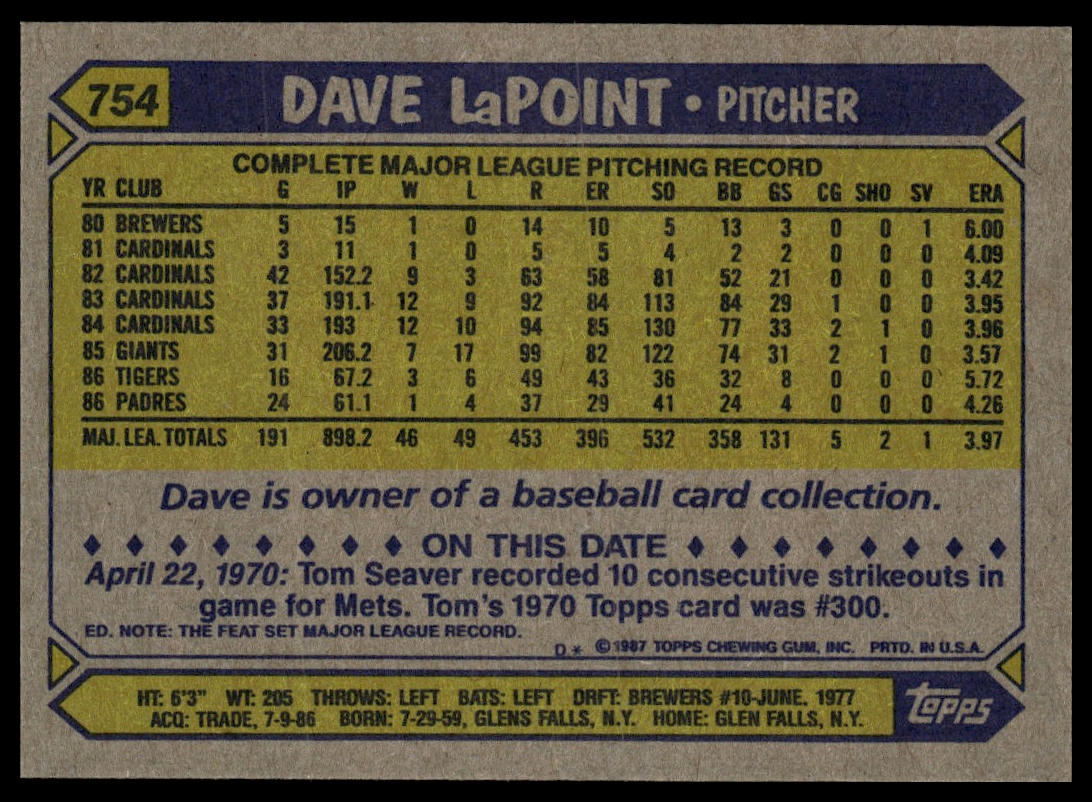 754 DAVE LaPOINT • PITCHER
COMPLETE MAJOR LEAGUE PITCHING RECORD
YR CLUB G IP W L R ER SO BB GS CG SHO SV ERA
80 BREWERS 5 15 1 0 14 10 5 13 3 0 0 1 6.00
81 CARDINALS 3 11 1 0 5 5 4 2 2 0 0 0 4.09
82 CARDINALS 42 152.2 9 3 63 58 81 52 21 0 0 0 3.42
83 CARDINALS 37 191.1 12 9 92 84 113 84 29 1 0 0 3.95
84 CARDINALS 33 193 12 10 94 85 130 77 33 2 1 0 3.96
85 GIANTS 31 206.2 7 17 99 82 122 74 31 2 1 0 3.57
86 TIGERS 16 67.2 3 6 49 43 36 32 8 0 0 0 5.72
86 PADRES 24 61.1 1 4 37 29 41 24 4 0 0 0 4.26
MAJ. LEA. TOTALS 191 898.2 46 49 453 396 532 358 131 5 2 1 3.97
Dave is owner of a baseball card collection.
ON THIS DATE
April 22, 1970: Tom Seaver recorded 10 consecutive strikeouts in
game for Mets. Tom's 1970 Topps card was #300.
ED. NOTE: THE FEAT SET MAJOR LEAGUE RECORD.
D* © 1987 TOPPS CHEWING GUM, INC. PRTD. IN U.S.A.
HT: 6'3" WT: 205 THROWS: LEFT BATS: LEFT DRFT: BREWERS #10-JUNE, 1977
ACQ: TRADE, 7-9-86 BORN: 7-29-59, GLENS FALLS, N.Y. HOME: GLEN FALLS, N.Y.
Topps